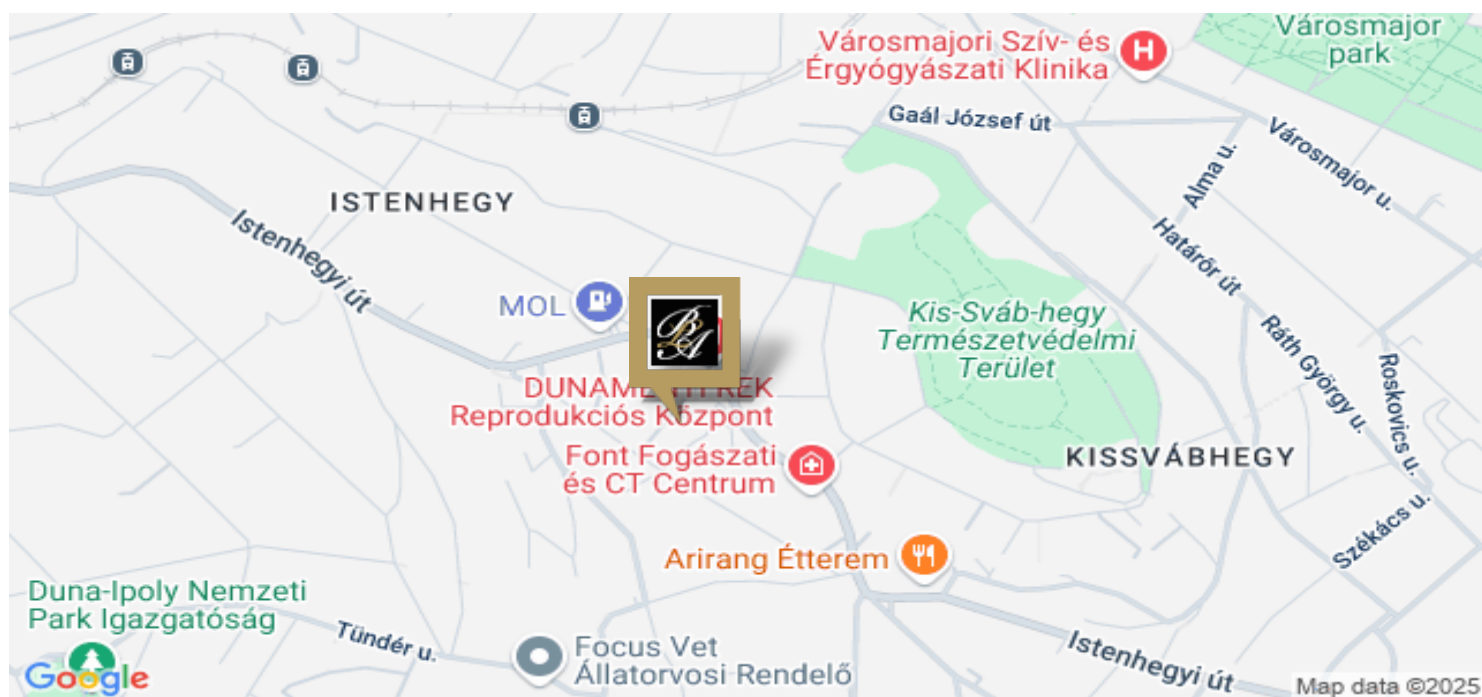 Városmajori Szív- és
Érgyógyászati Klinika
H
Városmajor
park
Gaál József út
Városmajor u.
Alma u.
ISTENHEGY
Istenhegyi út
Határőr út
MOL
BLA
Kis-Sváb-hegy
Természetvédelmi
Terület
Ráth György u.
Roskovics u.
Reprodukciós Központ
Font Fogászati
és CT Centrum
KISSVÁBHEGY
Székács u.
Arirang Étterem
Duna-Ipoly Nemzeti
Park Igazgatóság
Tündér u.
Focus Vet
Állatorvosi Rendelő
Istenhegyi út
Google
Map data ©2025